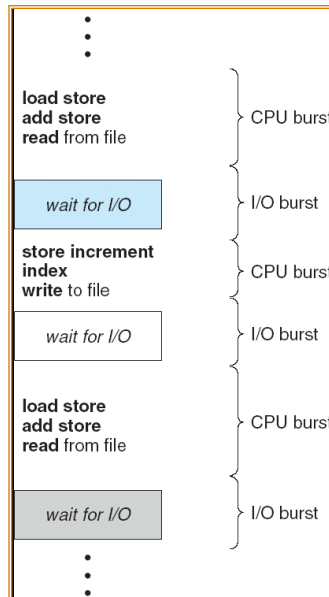 load store
add store
read from file
CPU burst
wait for I/O
I/O burst
store increment
index
write to file
CPU burst
wait for I/O
I/O burst
load store
add store
read from file
CPU burst
wait for I/O
I/O burst